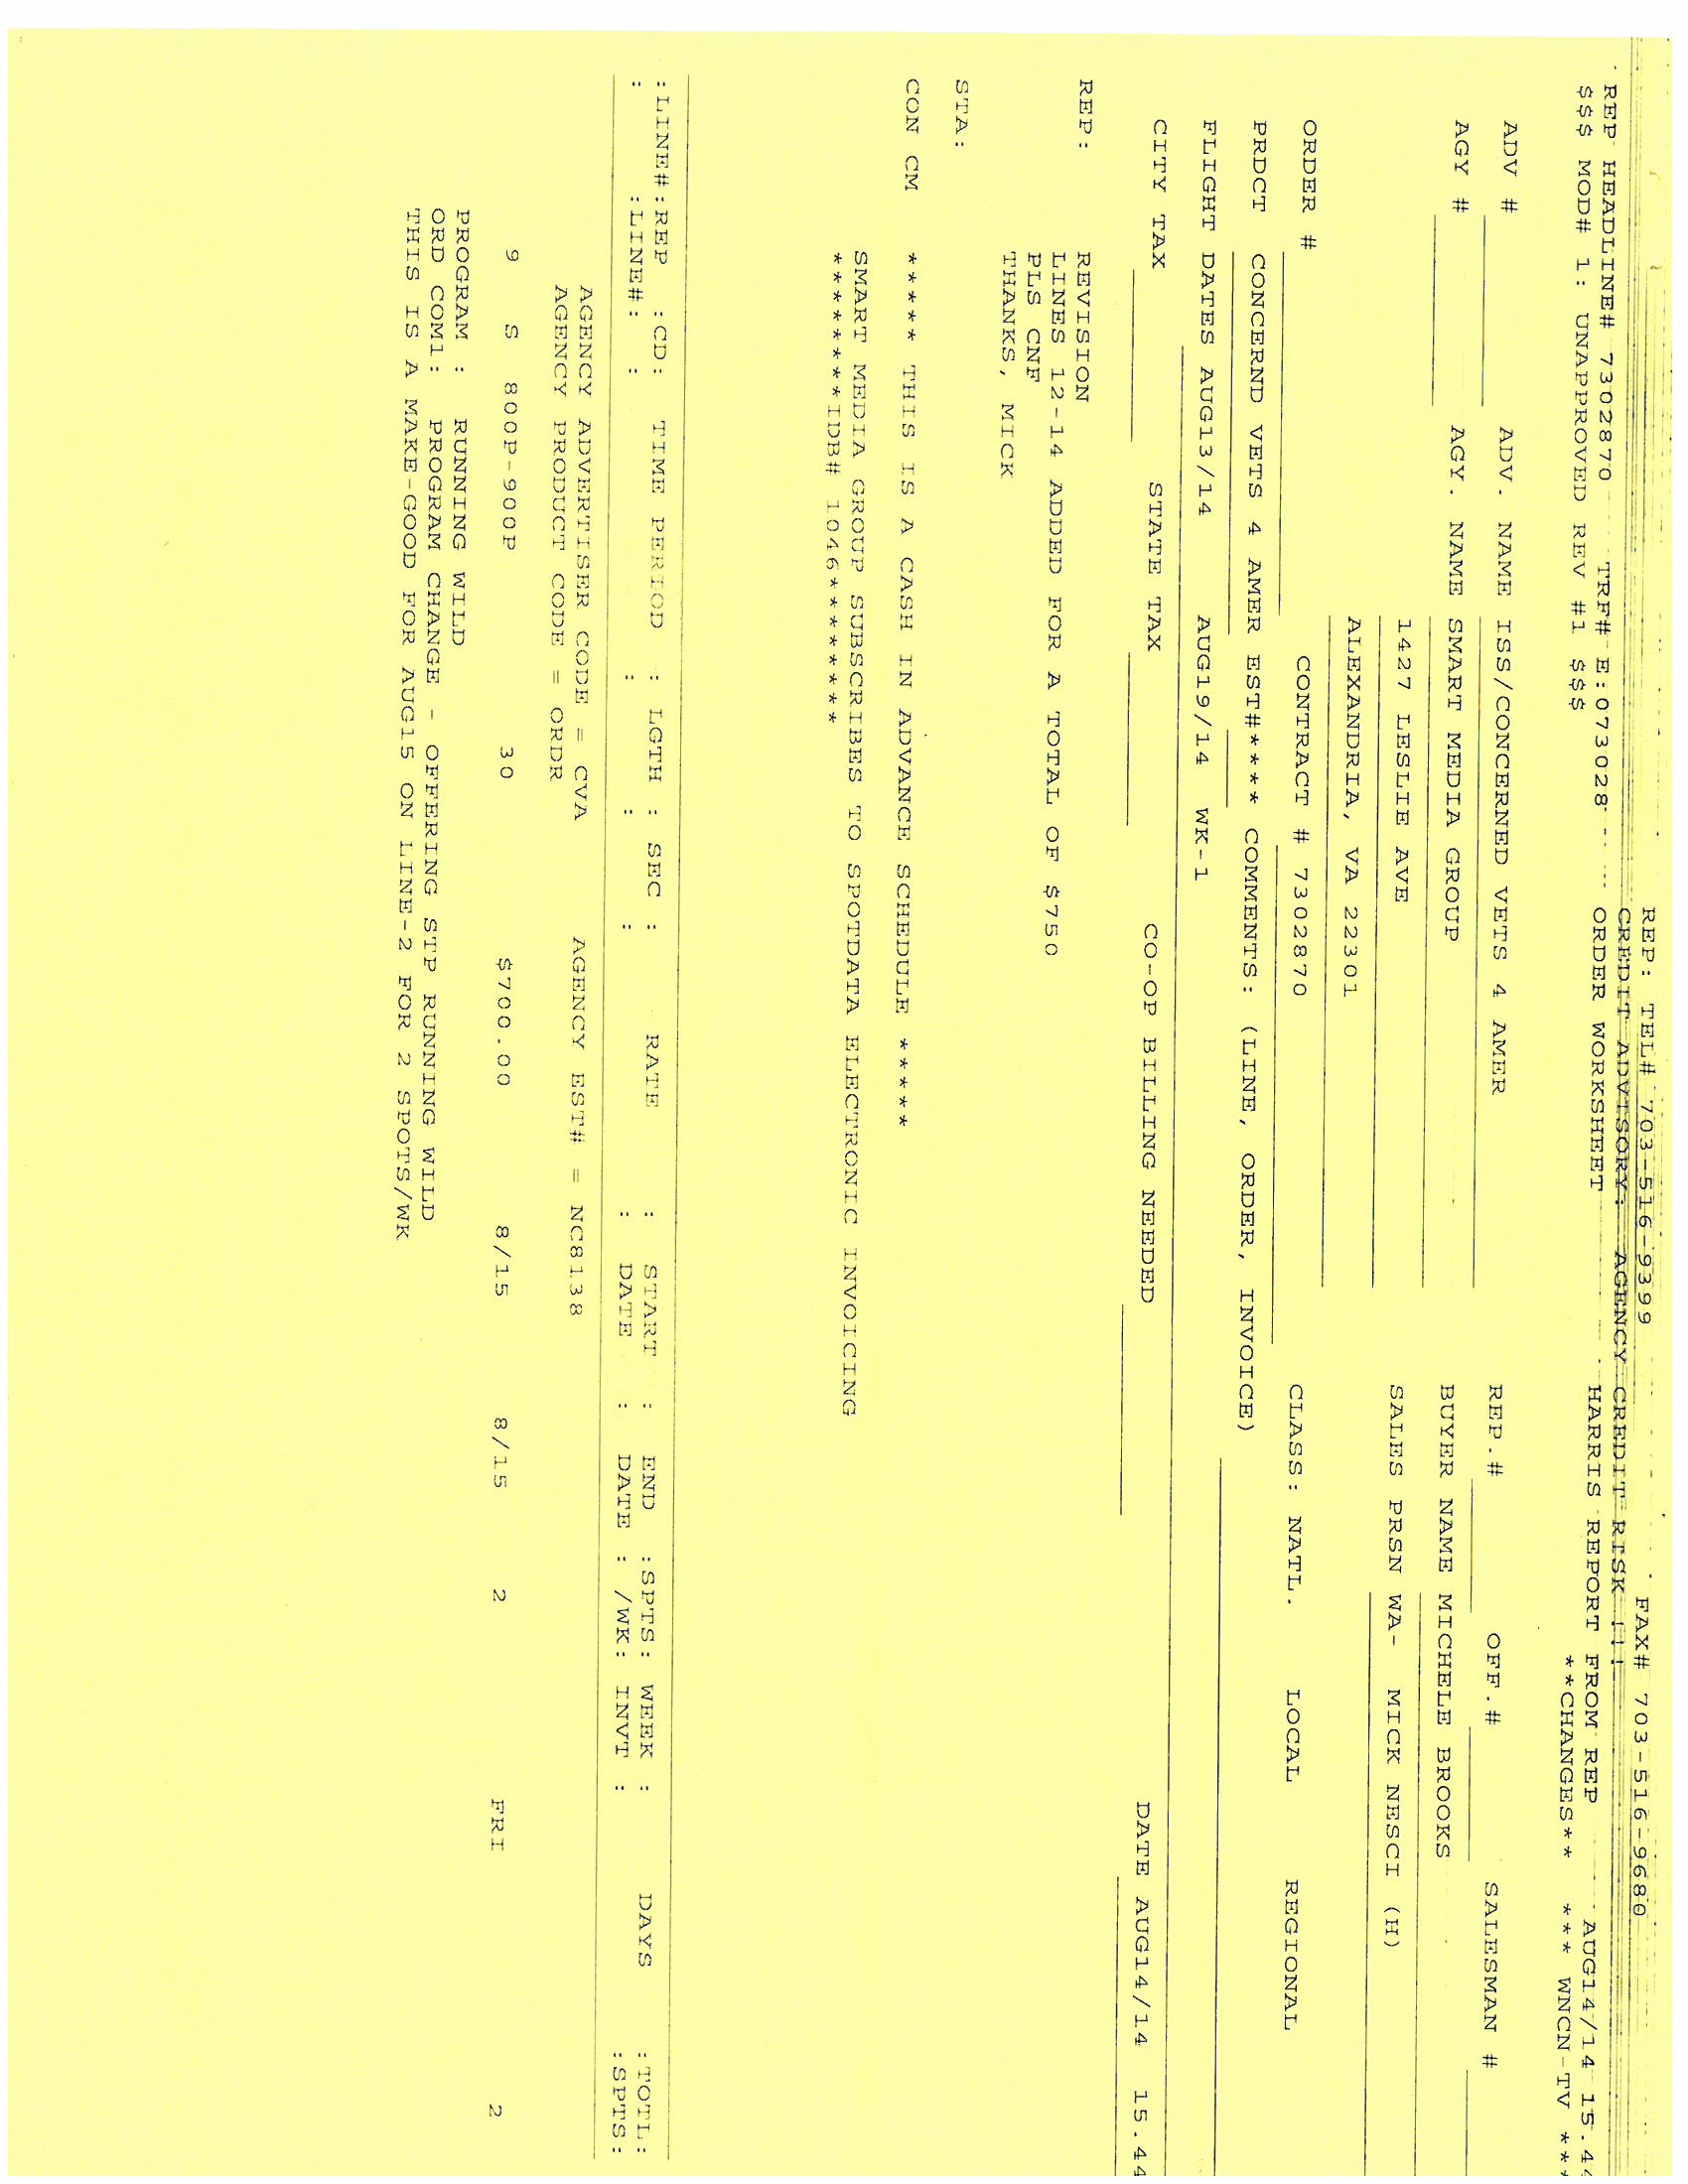 REP: TEL# 703-516-9399 FAX# 703-516-9680
CREDIT ADVISORY: AGENCY CREDIT RISK !!!
REP HEADLINE# 7302870 TRF# E:073028 ORDER WORKSHEET HARRIS REPORT FROM REP AUG14/14 15.44
$$$ MOD# 1: UNAPPROVED REV #1 $$$ **CHANGES** *** WNCN-TV ***
ADV # ADV. NAME ISS/CONCERNED VETS 4 AMER REP.# OFF.# SALESMAN #
AGY # AGY. NAME SMART MEDIA GROUP BUYER NAME MICHELE BROOKS
1427 LESLIE AVE SALES PRSN WA- MICK NESCI (H)
ALEXANDRIA, VA 22301
ORDER # CONTRACT # 7302870 CLASS: NATL. LOCAL REGIONAL
PRDCT CONCERND VETS 4 AMER EST#**** COMMENTS: (LINE, ORDER, INVOICE)
FLIGHT DATES AUG13/14 AUG19/14 WK-1
CITY TAX STATE TAX CO-OP BILLING NEEDED DATE AUG14/14 15.44
REP: REVISION
LINES 12-14 ADDED FOR A TOTAL OF $750
PLS CNF
THANKS, MICK
STA:
CON CM ***** THIS IS A CASH IN ADVANCE SCHEDULE *****
SMART MEDIA GROUP SUBSCRIBES TO SPOTDATA ELECTRONIC INVOICING
*********IDB# 1046*********
:LINE#:REP :CD: TIME PERIOD : LGTH : SEC : RATE : START : END :SPTS: WEEK : DAYS :TOTL:
: :LINE#: : : : : : DATE : DATE : /WK: INVT : :SPTS:
AGENCY ADVERTISER CODE = CVA AGENCY EST# = NC8138
AGENCY PRODUCT CODE = ORDR
9 S 800P-900P 30 $700.00 8/15 8/15 2 FRI 2
PROGRAM : RUNNING WILD
ORD COM1: PROGRAM CHANGE - OFFERING STP RUNNING WILD
THIS IS A MAKE-GOOD FOR AUG15 ON LINE-2 FOR 2 SPOTS/WK